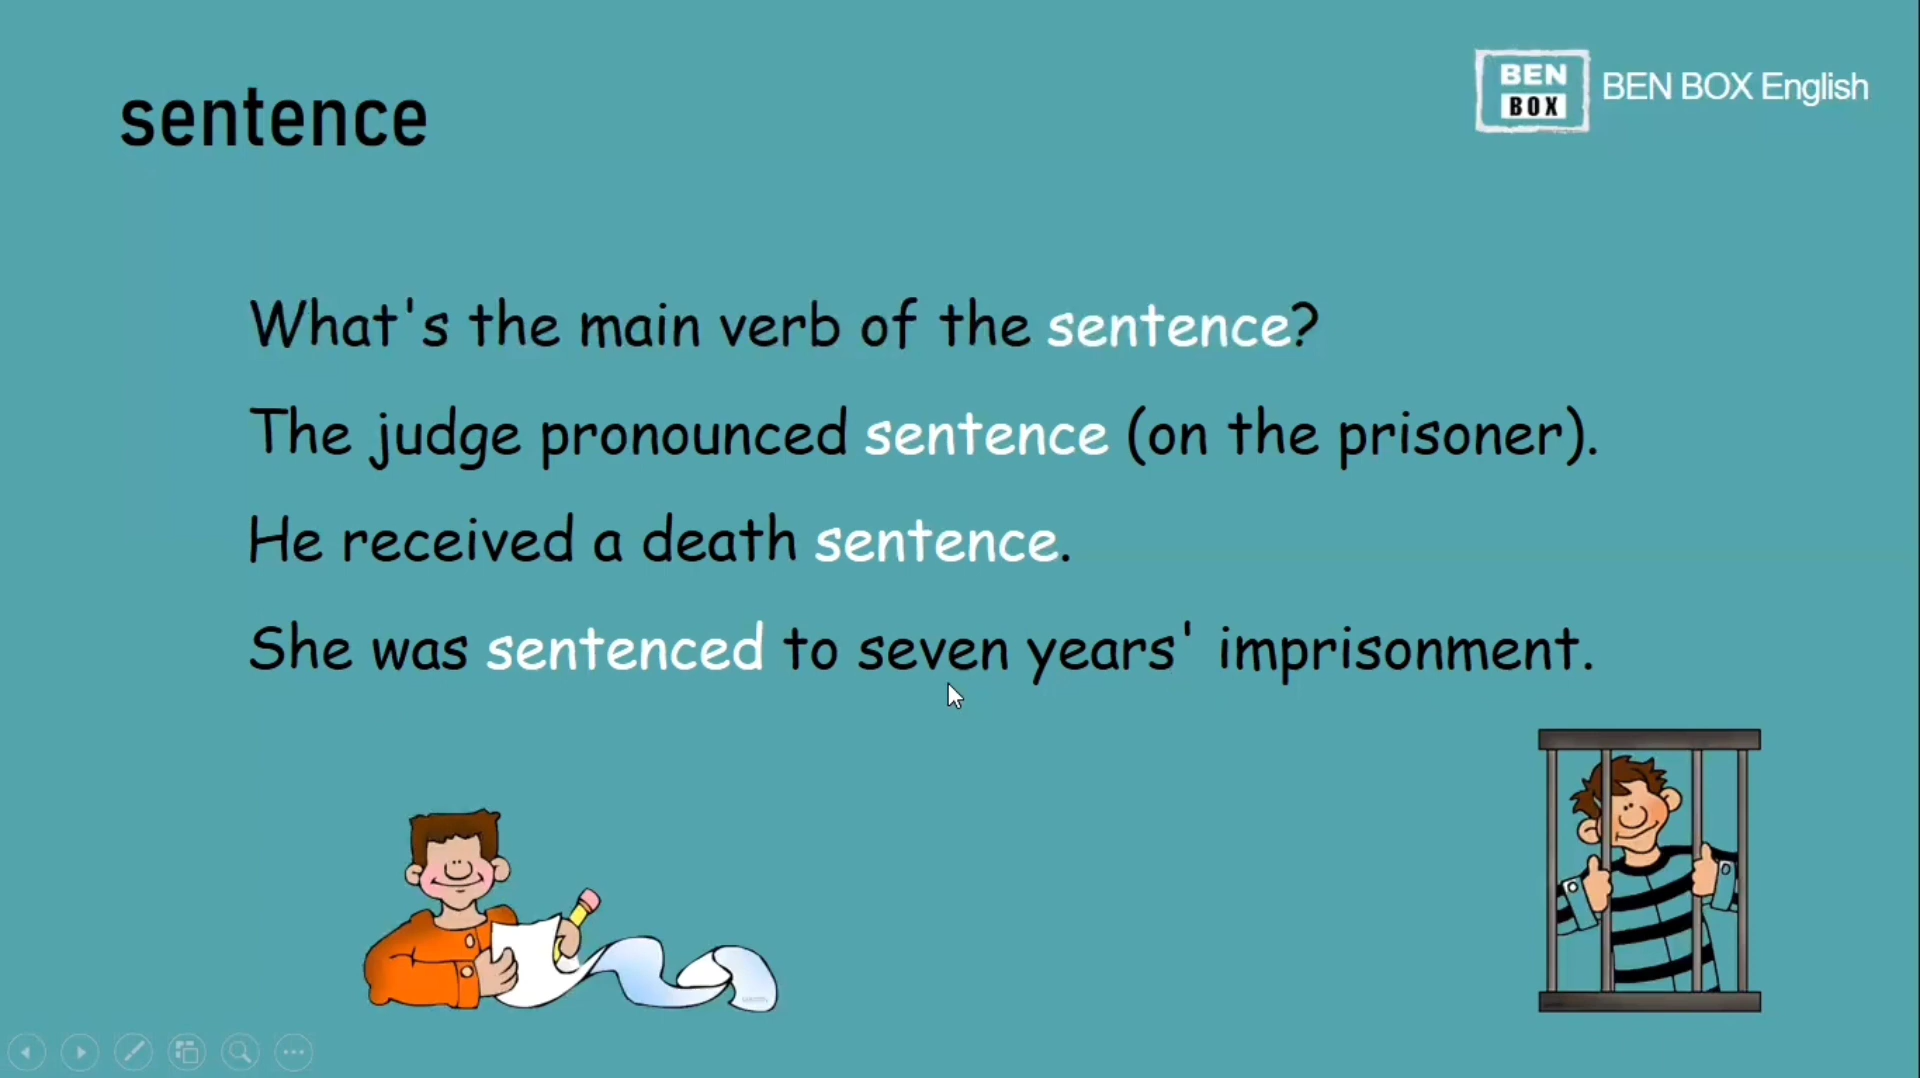 sentence
BEN
BOX
BEN BOX English
What's the main verb of the sentence?
The judge pronounced sentence (on the prisoner).
He received a death sentence.
She was sentenced to seven years' imprisonment.